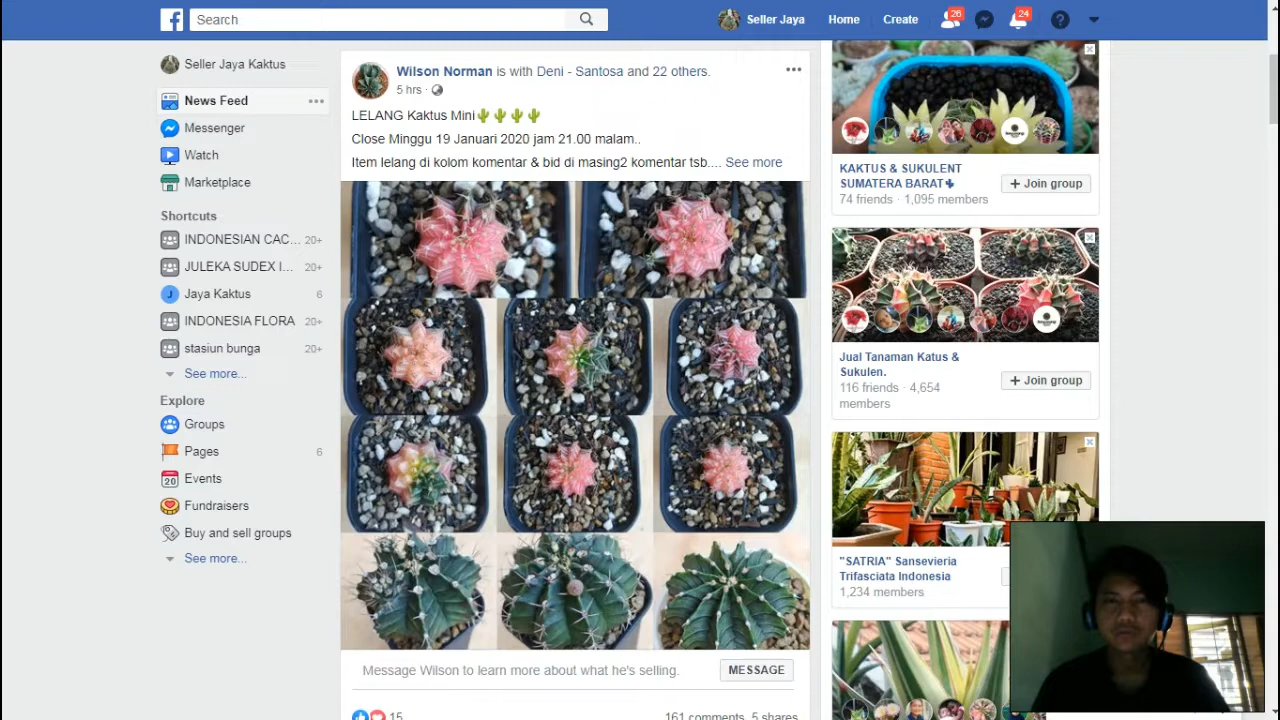 Search
Seller Jaya
Home
Create
26
24
Seller Jaya Kaktus
News Feed
Messenger
Watch
Marketplace
Shortcuts
INDONESIAN CAC... 20+
JULEKA SUDEX I... 20+
J Jaya Kaktus 6
INDONESIA FLORA 20+
stasiun bunga 20+
See more...
Explore
Groups
Pages 6
20 Events
Fundraisers
Buy and sell groups
See more...
Wilson Norman is with Deni - Santosa and 22 others.
5 hrs ·
LELANG Kaktus Mini🌵🌵🌵🌵
Close Minggu 19 Januari 2020 jam 21.00 malam..
Item lelang di kolom komentar & bid di masing2 komentar tsb.... See more
Message Wilson to learn more about what he's selling.
MESSAGE
15
161 comments 5 shares
KAKTUS & SUKULENT
SUMATERA BARAT
74 friends · 1,095 members
+ Join group
Jual Tanaman Katus &
Sukulen.
116 friends · 4,654
members
+ Join group
"SATRIA" Sansevieria
Trifasciata Indonesia
1,234 members